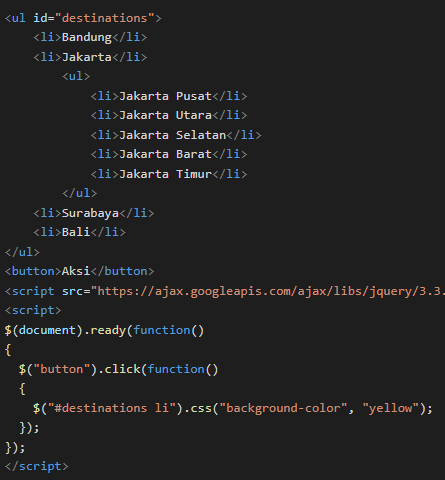 <ul id="destinations">
    <li>Bandung</li>
    <li>Jakarta</li>
        <ul>
            <li>Jakarta Pusat</li>
            <li>Jakarta Utara</li>
            <li>Jakarta Selatan</li>
            <li>Jakarta Barat</li>
            <li>Jakarta Timur</li>
        </ul>
    <li>Surabaya</li>
    <li>Bali</li>
</ul>
<button>Aksi</button>
<script src="https://ajax.googleapis.com/ajax/libs/jquery/3.3.
<script>
$(document).ready(function()
{
  $("button").click(function()
  {
    $("#destinations li").css("background-color", "yellow");
  });
});
</script>